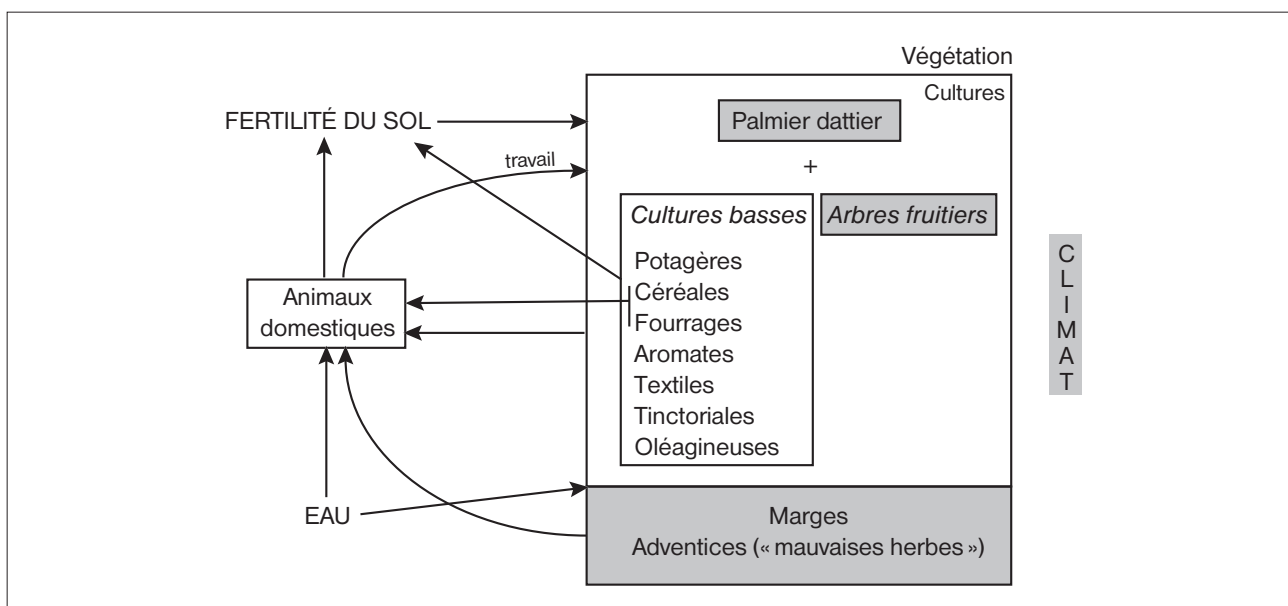 Végétation
Cultures
FERTILITÉ DU SOL
Palmier dattier
travail
+
Cultures basses
Arbres fruitiers
Potagères
Céréales
Fourrages
Aromates
Textiles
Tinctoriales
Oléagineuses
Animaux
domestiques
CLIMAT
EAU
Marges
Adventices (« mauvaises herbes »)